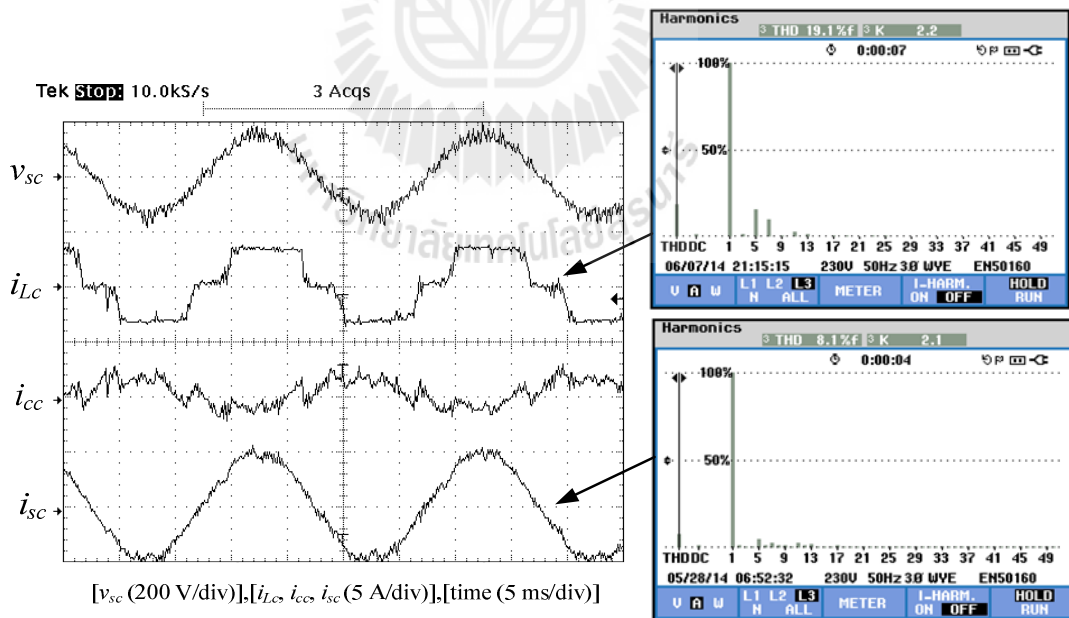 Tek Stop: 10.0kS/s 3 Acqs
v_sc
i_Lc
i_cc
i_sc
[v_sc (200 V/div)],[i_Lc, i_cc, i_sc (5 A/div)],[time (5 ms/div)]
Harmonics
3 THD 19.1%f 3 K 2.2
0:00:07
100%
50%
THDDC 1 5 9 13 17 21 25 29 33 37 41 45 49
06/07/14 21:15:15 230V 50Hz 3.0 WYE EN50160
V A W
L1 L2 L3
N ALL
METER
I-HARM.
ON OFF
HOLD
RUN
Harmonics
3 THD 8.1%f 3 K 2.1
0:00:04
100%
50%
THDDC 1 5 9 13 17 21 25 29 33 37 41 45 49
05/28/14 06:52:32 230V 50Hz 3.0 WYE EN50160
V A W
L1 L2 L3
N ALL
METER
I-HARM.
ON OFF
HOLD
RUN